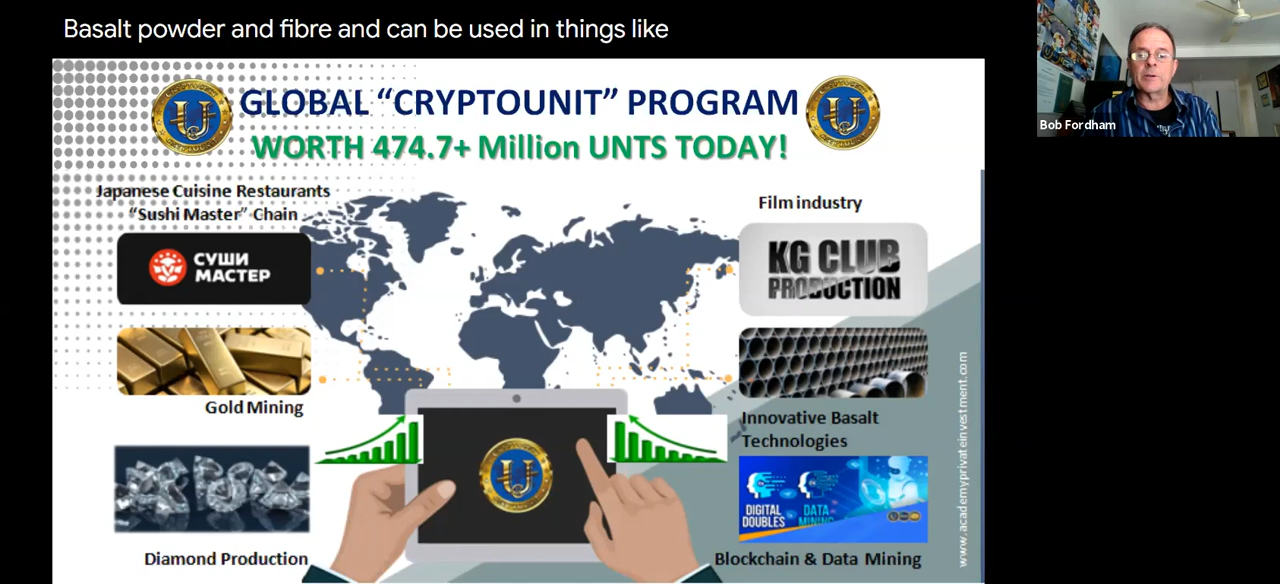 Basalt powder and fibre and can be used in things like
GLOBAL “CRYPTOUNIT” PROGRAM
WORTH 474.7+ Million UNTS TODAY!
Japanese Cuisine Restaurants
“Sushi Master” Chain
СУШИ
МАСТЕР
Gold Mining
Diamond Production
Film industry
KG CLUB
PRODUCTION
Innovative Basalt
Technologies
DIGITAL
DOUBLES
DATA
MINING
Blockchain & Data Mining
www.academyprivateinvestment.com
Bob Fordham